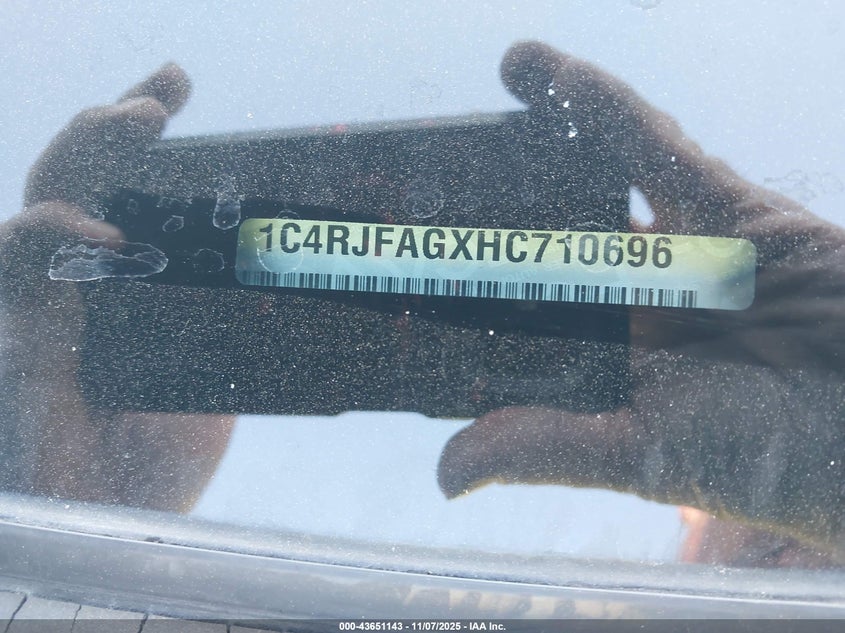 1C4RJFAGXHC710696
000-43651143 - 11/07/2025 - IAA Inc.